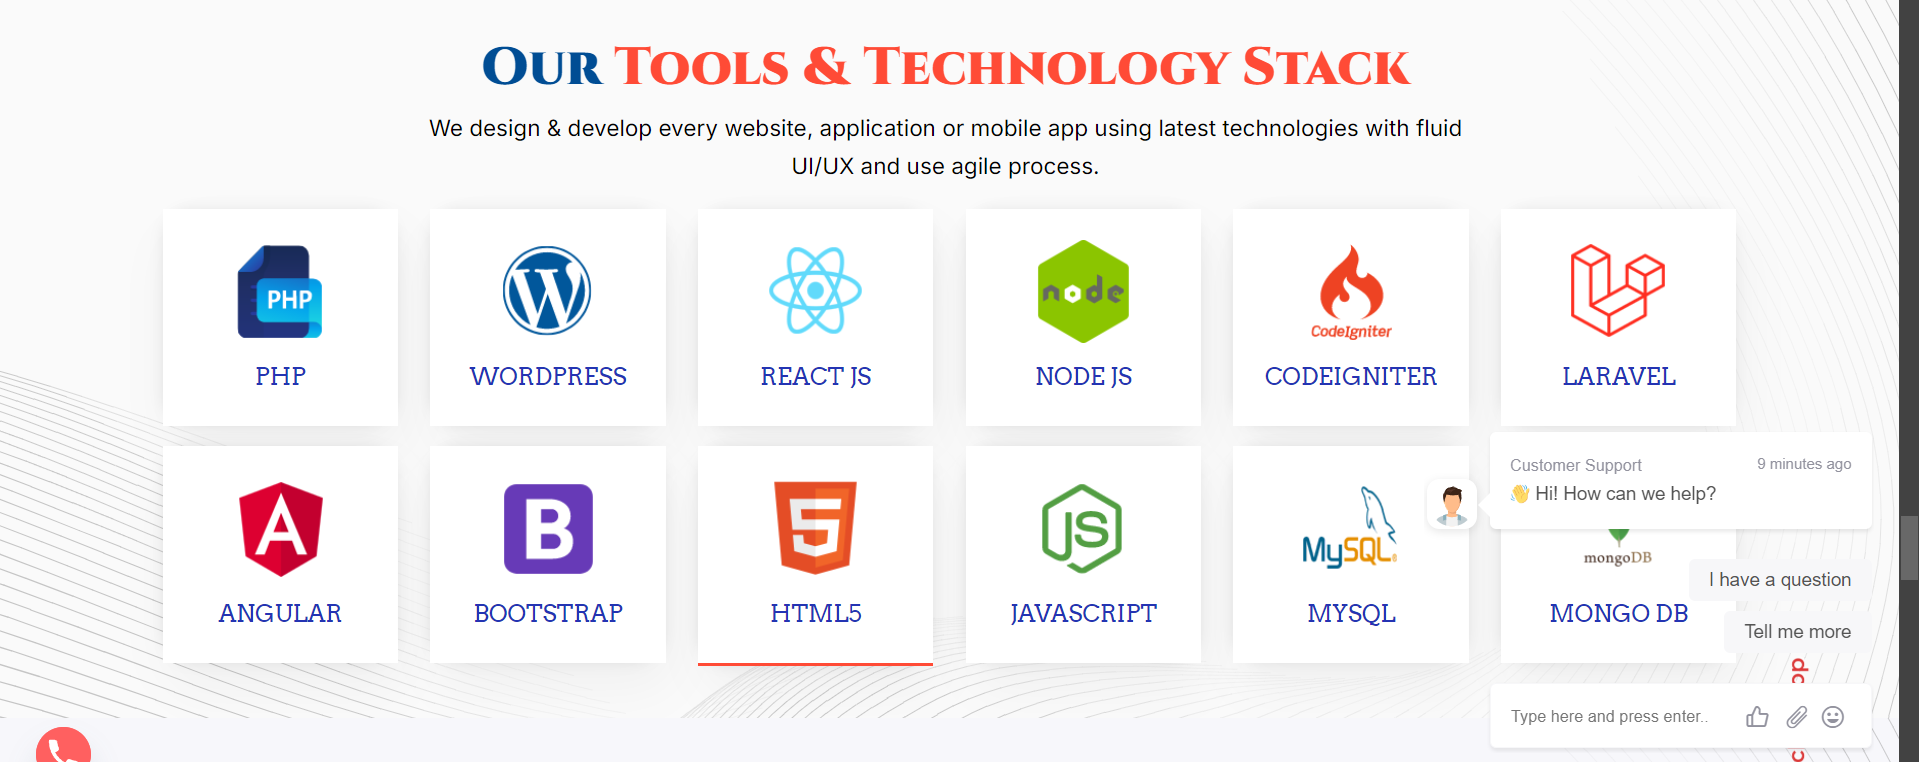 Our Tools & Technology Stack
We design & develop every website, application or mobile app using latest technologies with fluid
UI/UX and use agile process.
PHP
PHP
WORDPRESS
REACT JS
node
NODE JS
CodeIgniter
CODEIGNITER
LARAVEL
ANGULAR
BOOTSTRAP
HTML5
JS
JAVASCRIPT
MySQL
MYSQL
mongoDB
MONGO DB
Customer Support
9 minutes ago
👋 Hi! How can we help?
I have a question
Tell me more
Type here and press enter..